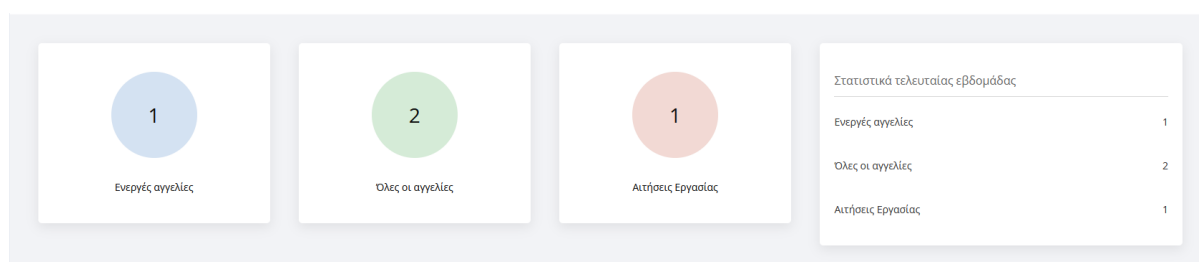 1
Ενεργές αγγελίες
2
Όλες οι αγγελίες
1
Αιτήσεις Εργασίας
Στατιστικά τελευταίας εβδομάδας
Ενεργές αγγελίες 1
Όλες οι αγγελίες 2
Αιτήσεις Εργασίας 1